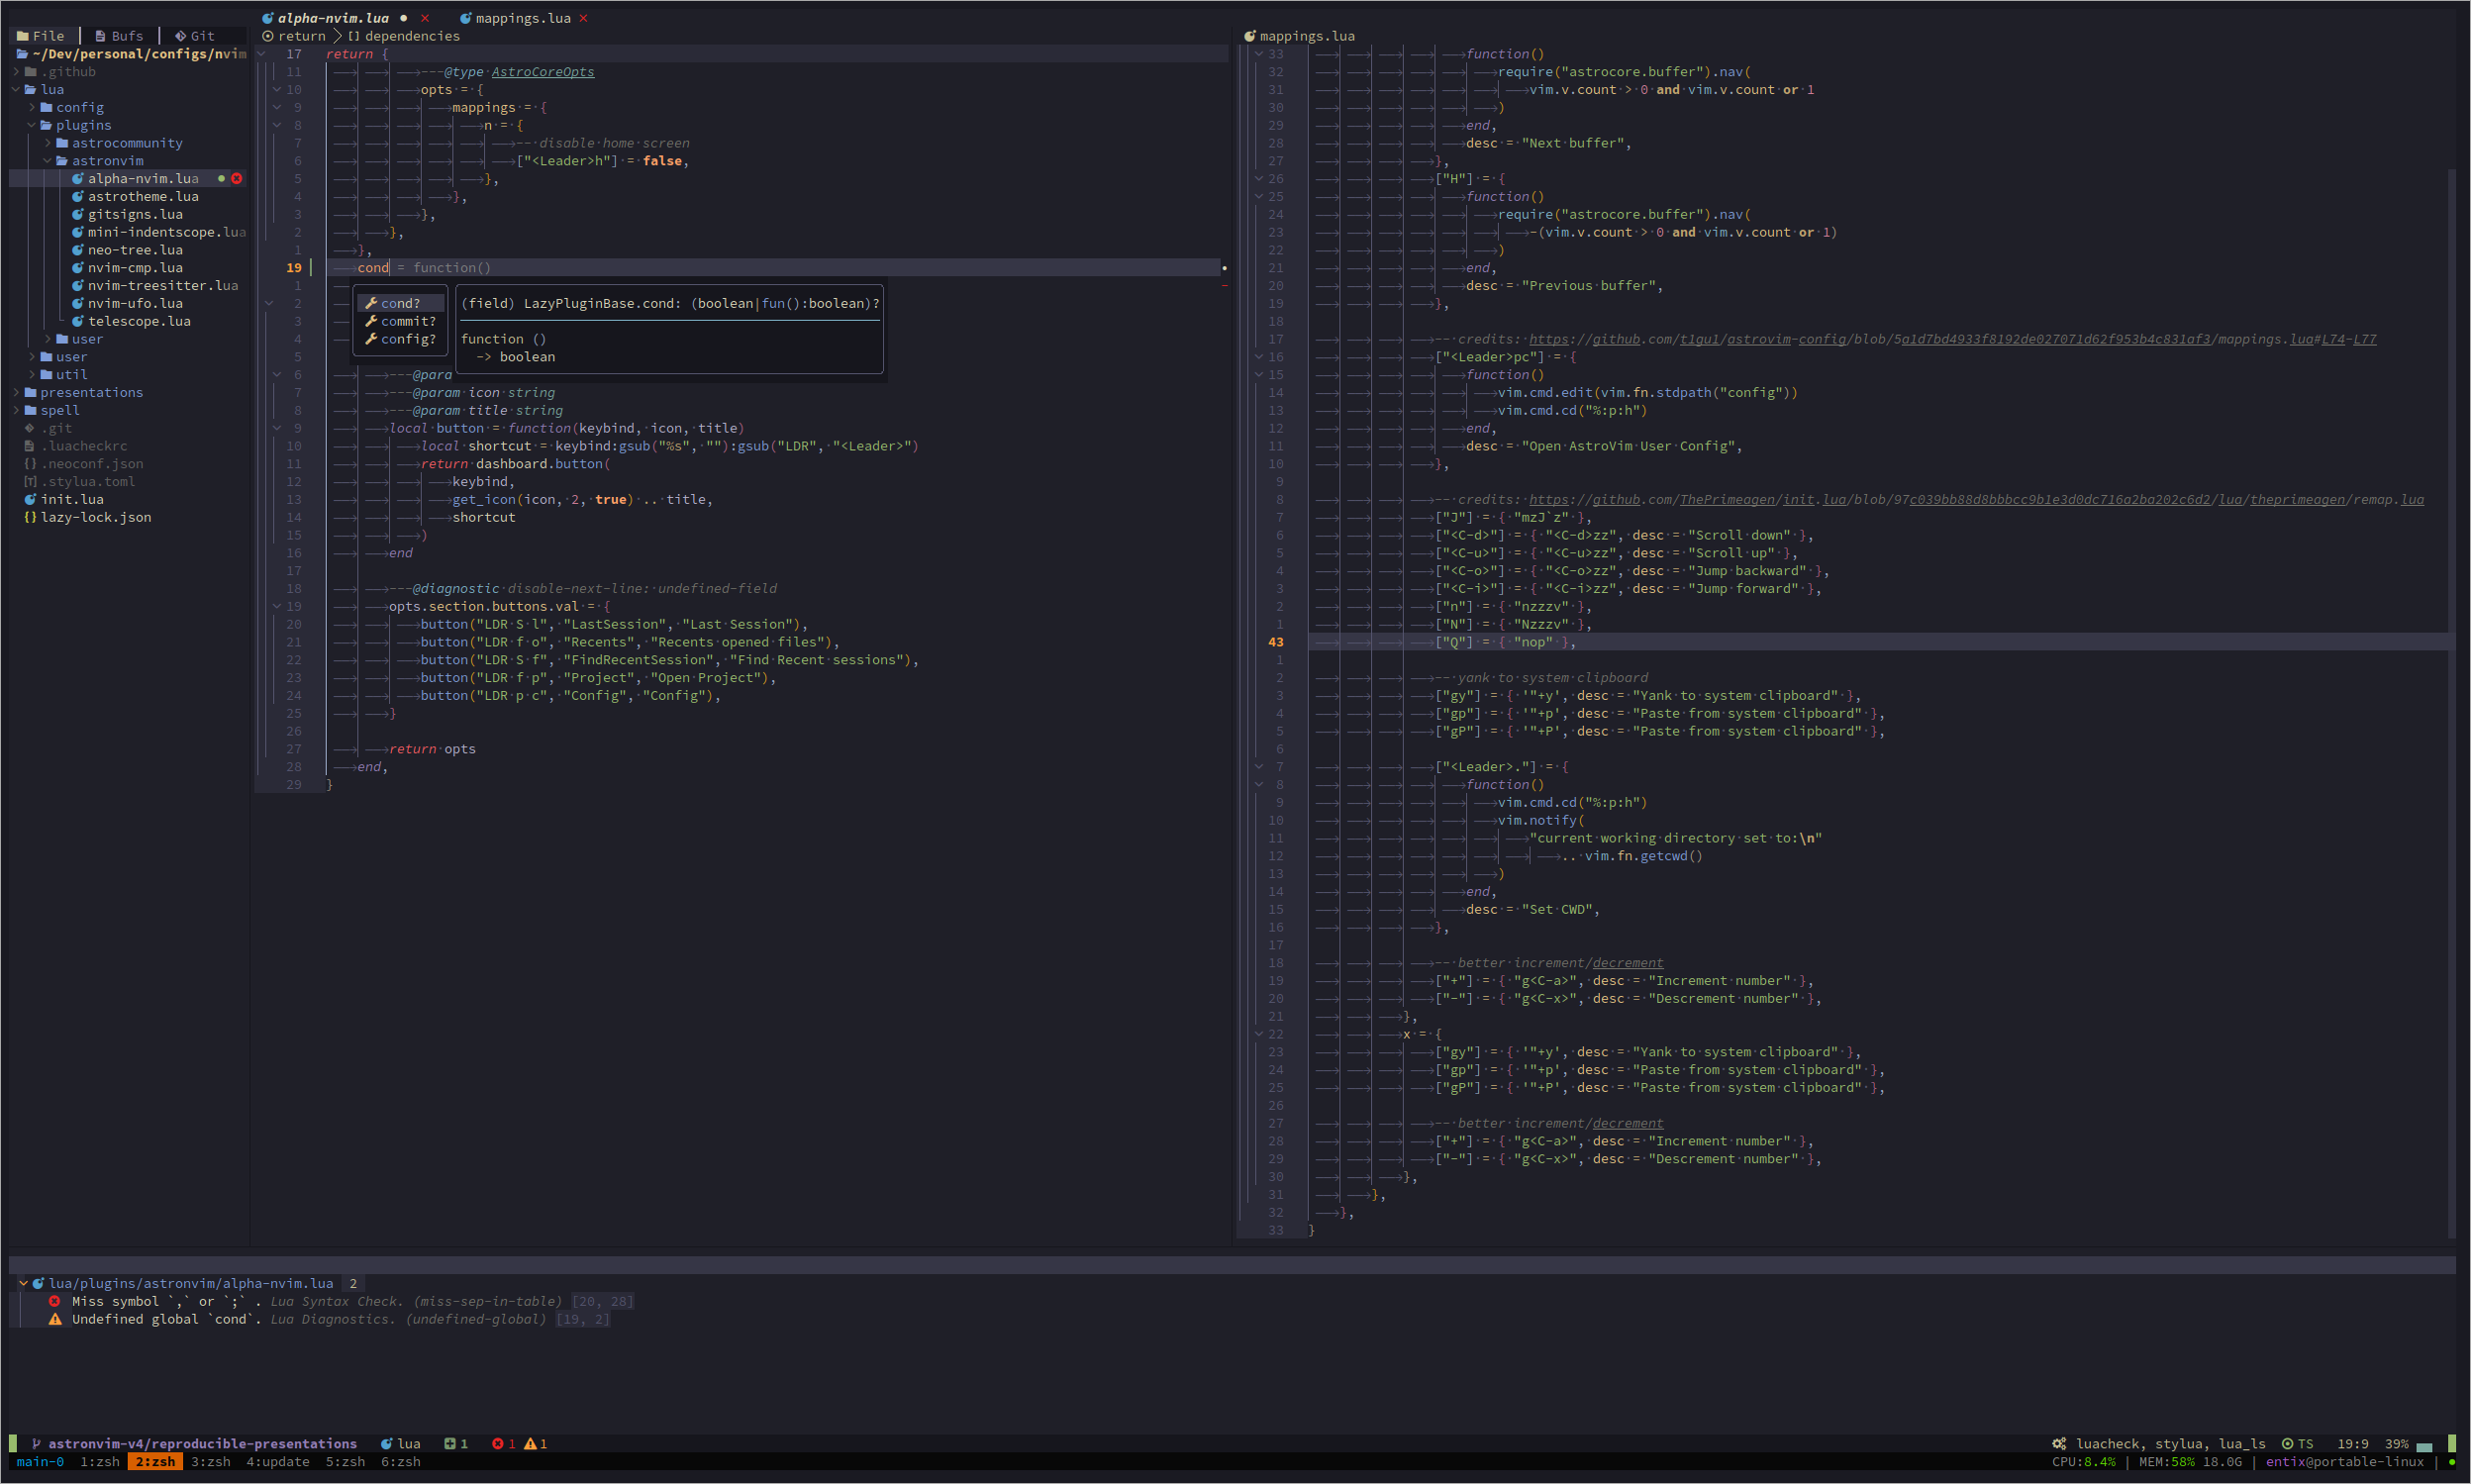 alpha-nvim.lua ● × mappings.lua ×
File Bufs Git
~/Dev/personal/configs/nvim
.github
lua
config
plugins
astrocommunity
astronvim
alpha-nvim.lua
astrotheme.lua
gitsigns.lua
mini-indentscope.lua
neo-tree.lua
nvim-cmp.lua
nvim-treesitter.lua
nvim-ufo.lua
telescope.lua
user
user
util
presentations
spell
.git
.luacheckrc
.neoconf.json
.stylua.toml
init.lua
lazy-lock.json
return > [] dependencies
17 return {
11 ---@type AstroCoreOpts
10 opts = {
9 mappings = {
8 n = {
7 -- disable home screen
6 ["<Leader>h"] = false,
5 },
4 },
3 },
2 },
1 },
19 cond = function()
1
2
3
4
5
cond?
commit?
config?
(field) LazyPluginBase.cond: (boolean|fun():boolean)?
function ()
-> boolean
6 ---@para
7 ---@param icon string
8 ---@param title string
9 local button = function(keybind, icon, title)
10 local shortcut = keybind:gsub("%s", ""):gsub("LDR", "<Leader>")
11 return dashboard.button(
12 keybind,
13 get_icon(icon, 2, true) .. title,
14 shortcut
15 )
16 end
17
18 ---@diagnostic disable-next-line: undefined-field
19 opts.section.buttons.val = {
20 button("LDR S l", "LastSession", "Last Session"),
21 button("LDR f o", "Recents", "Recents opened files"),
22 button("LDR S f", "FindRecentSession", "Find Recent sessions"),
23 button("LDR f p", "Project", "Open Project"),
24 button("LDR p c", "Config", "Config"),
25 }
26
27 return opts
28 end,
29 }
mappings.lua
33 function()
32 require("astrocore.buffer").nav(
31 vim.v.count > 0 and vim.v.count or 1
30 )
29 end,
28 desc = "Next buffer",
27 },
26 ["H"] = {
25 function()
24 require("astrocore.buffer").nav(
23 -(vim.v.count > 0 and vim.v.count or 1)
22 )
21 end,
20 desc = "Previous buffer",
19 },
18
17 -- credits: https://github.com/t1gu1/astrovim-config/blob/5a1d7bd4933f8192de027071d62f953b4c831af3/mappings.lua#L74-L77
16 ["<Leader>pc"] = {
15 function()
14 vim.cmd.edit(vim.fn.stdpath("config"))
13 vim.cmd.cd("%:p:h")
12 end,
11 desc = "Open AstroVim User Config",
10 },
9
8 -- credits: https://github.com/ThePrimeagen/init.lua/blob/97c039bb88d8bbbcc9b1e3d0dc716a2ba202c6d2/lua/theprimeagen/remap.lua
7 ["J"] = { "mzJ`z" },
6 ["<C-d>"] = { "<C-d>zz", desc = "Scroll down" },
5 ["<C-u>"] = { "<C-u>zz", desc = "Scroll up" },
4 ["<C-o>"] = { "<C-o>zz", desc = "Jump backward" },
3 ["<C-i>"] = { "<C-i>zz", desc = "Jump forward" },
2 ["n"] = { "nzzzv" },
1 ["N"] = { "Nzzzv" },
43 ["Q"] = { "nop" },
1
2 -- yank to system clipboard
3 ["gy"] = { '"+y', desc = "Yank to system clipboard" },
4 ["gp"] = { '"+p', desc = "Paste from system clipboard" },
5 ["gP"] = { '"+P', desc = "Paste from system clipboard" },
6
7 ["<Leader>."] = {
8 function()
9 vim.cmd.cd("%:p:h")
10 vim.notify(
11 "current working directory set to:\n"
12 .. vim.fn.getcwd()
13 )
14 end,
15 desc = "Set CWD",
16 },
17
18 -- better increment/decrement
19 ["+"] = { "g<C-a>", desc = "Increment number" },
20 ["-"] = { "g<C-x>", desc = "Descrement number" },
21 },
22 x = {
23 ["gy"] = { '"+y', desc = "Yank to system clipboard" },
24 ["gp"] = { '"+p', desc = "Paste from system clipboard" },
25 ["gP"] = { '"+P', desc = "Paste from system clipboard" },
26
27 -- better increment/decrement
28 ["+"] = { "g<C-a>", desc = "Increment number" },
29 ["-"] = { "g<C-x>", desc = "Descrement number" },
30 },
31 },
32 },
33 }
lua/plugins/astronvim/alpha-nvim.lua 2
Miss symbol `,` or `;` . Lua Syntax Check. (miss-sep-in-table) [20, 28]
Undefined global `cond`. Lua Diagnostics. (undefined-global) [19, 2]
astronvim-v4/reproducible-presentations lua 1 1 1 luacheck, stylua, lua_ls TS 19:9 39%
main-0 1:zsh 2:zsh 3:zsh 4:update 5:zsh 6:zsh CPU:8.4% | MEM:58% 18.0G | entix@portable-linux | ●